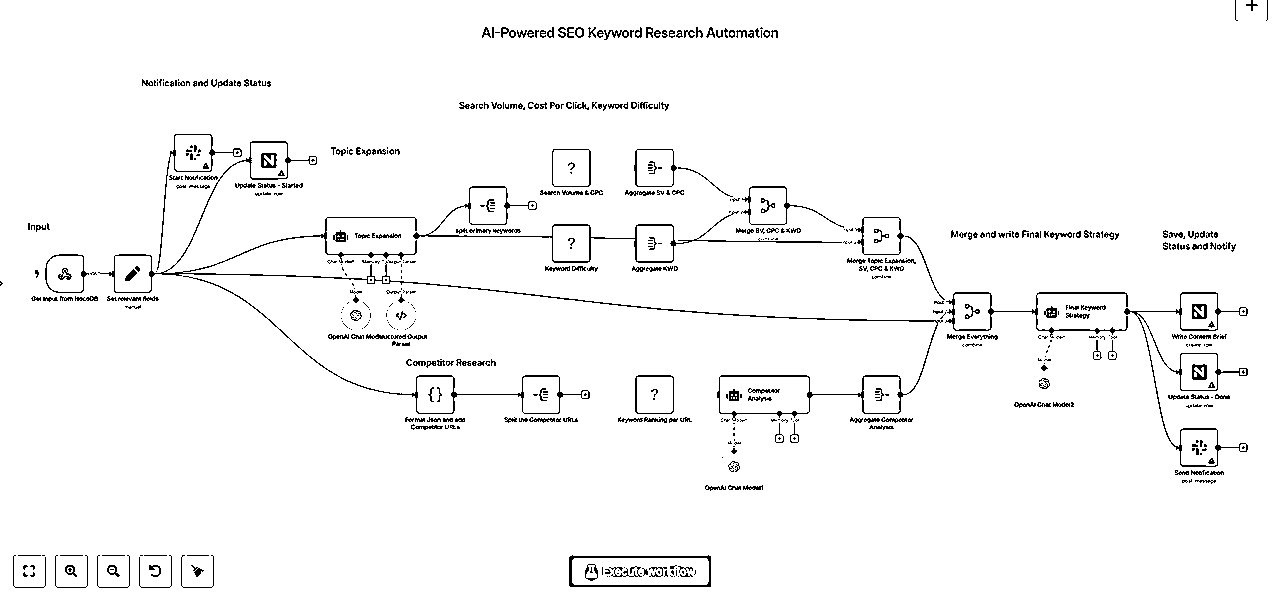 AI-Powered SEO Keyword Research Automation
Notification and Update Status
Search Volume, Cost Per Click, Keyword Difficulty
Topic Expansion
Start Notification
post: message
Update Status - Started
update: row
Search Volume & CPC
Aggregate SV & CPC
Input
Split primary keywords
Merge SV, CPC & KWD
combine
Topic Expansion
Keyword Difficulty
Aggregate KWD
Merge Topic Expansion,
SV, CPC & KWD
combine
Merge and write Final Keyword Strategy
Save, Update
Status and Notify
Get Input from NocoDB
Set relevant fields
manual
Chat Model
Memory
Output Parser
Model
Output Parser
OpenAI Chat Model
Structured Output
Parser
Merge Everything
combine
Final Keyword
Strategy
Chat Model
Memory
Tool
Model
OpenAI Chat Model2
Write Content Brief
create: row
Update Status - Done
update: row
Send Notification
post: message
Competitor Research
Format Json and add
Competitor URLs
Split the Competitor URLs
Keyword Ranking per URL
Competitor
Analysis
Chat Model
Memory
Tool
Model
OpenAI Chat Model1
Aggregate Competitor
Analysis
Execute workflow